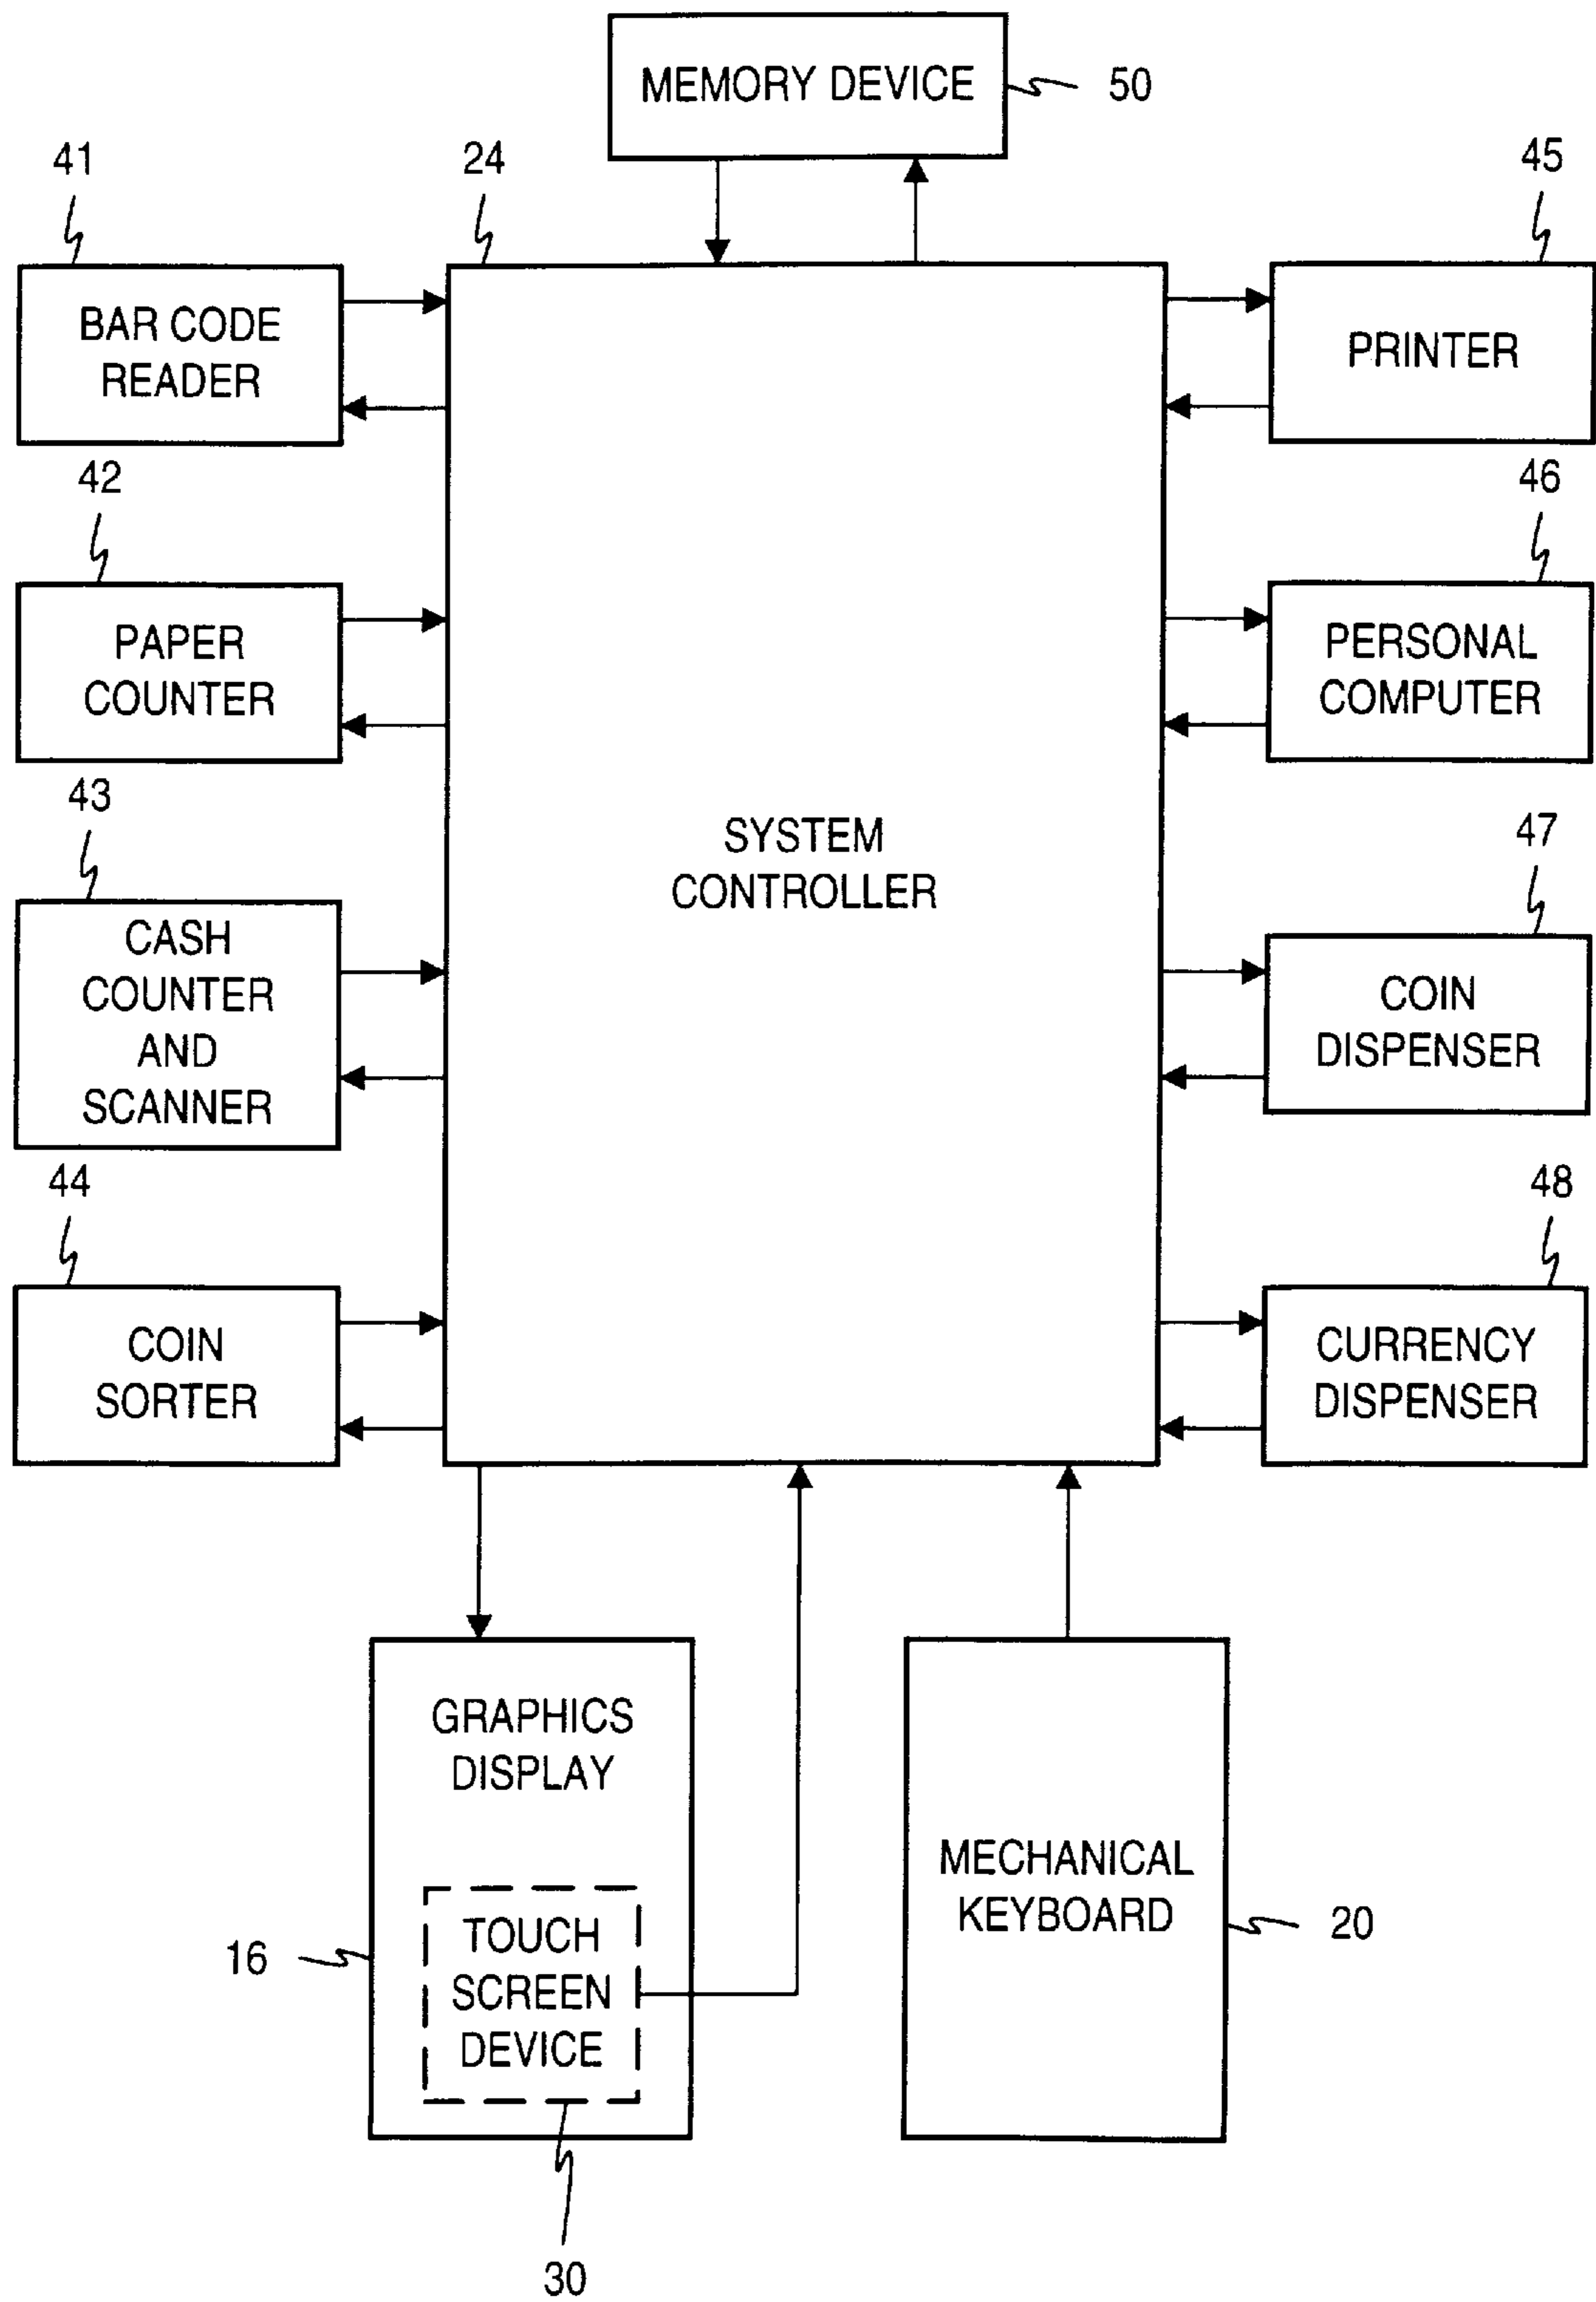 MEMORY DEVICE
50
41
24
45
BAR CODE
READER
PRINTER
42
46
PAPER
COUNTER
PERSONAL
COMPUTER
43
SYSTEM
CONTROLLER
47
CASH
COUNTER
AND
SCANNER
COIN
DISPENSER
44
48
COIN
SORTER
CURRENCY
DISPENSER
GRAPHICS
DISPLAY
MECHANICAL
KEYBOARD
20
16
TOUCH
SCREEN
DEVICE
30